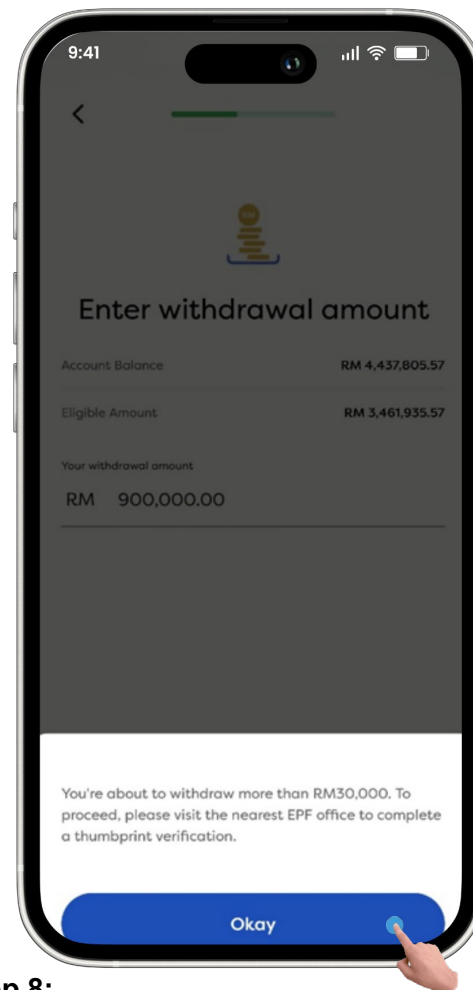 9:41
RM
Enter withdrawal amount
Account Balance RM 4,437,805.57
Eligible Amount RM 3,461,935.57
Your withdrawal amount
RM 900,000.00
You're about to withdraw more than RM30,000. To
proceed, please visit the nearest EPF office to complete
a thumbprint verification.
Okay
8: